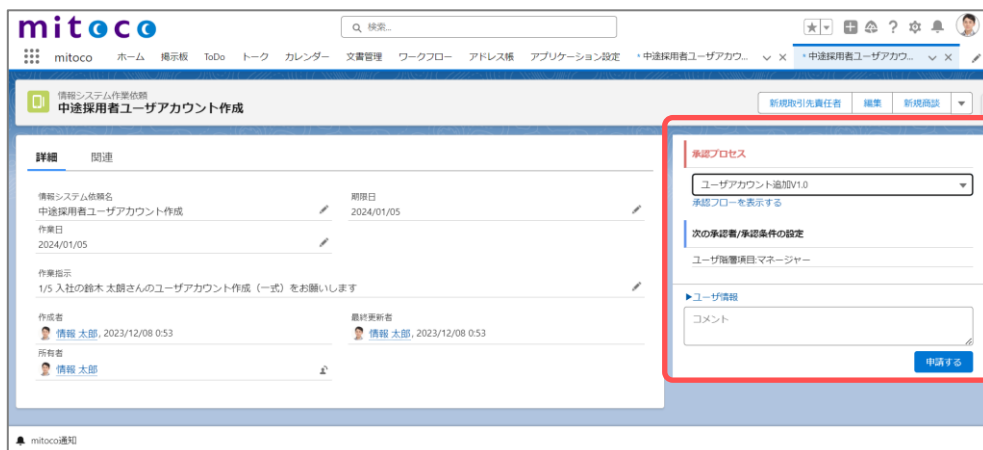 mitoco
検索...
mitoco ホーム 掲示板 ToDo トーク カレンダー 文書管理 ワークフロー アドレス帳 アプリケーション設定 * 中途採用者ユーザアカウ... * 中途採用者ユーザアカウ...
情報システム作業依頼
中途採用者ユーザアカウント作成
新規取引先責任者 編集 新規商談
詳細 関連
情報システム依頼名
中途採用者ユーザアカウント作成
期限日
2024/01/05
作業日
2024/01/05
作業指示
1/5 入社の鈴木 太朗さんのユーザアカウント作成（一式）をお願いします
作成者
情報 太郎, 2023/12/08 0:53
最終更新者
情報 太郎, 2023/12/08 0:53
所有者
情報 太郎
承認プロセス
ユーザアカウント追加V1.0
承認フローを表示する
次の承認者/承認条件の設定
ユーザ階層項目:マネージャー
▶ユーザ情報
コメント
申請する
mitoco通知